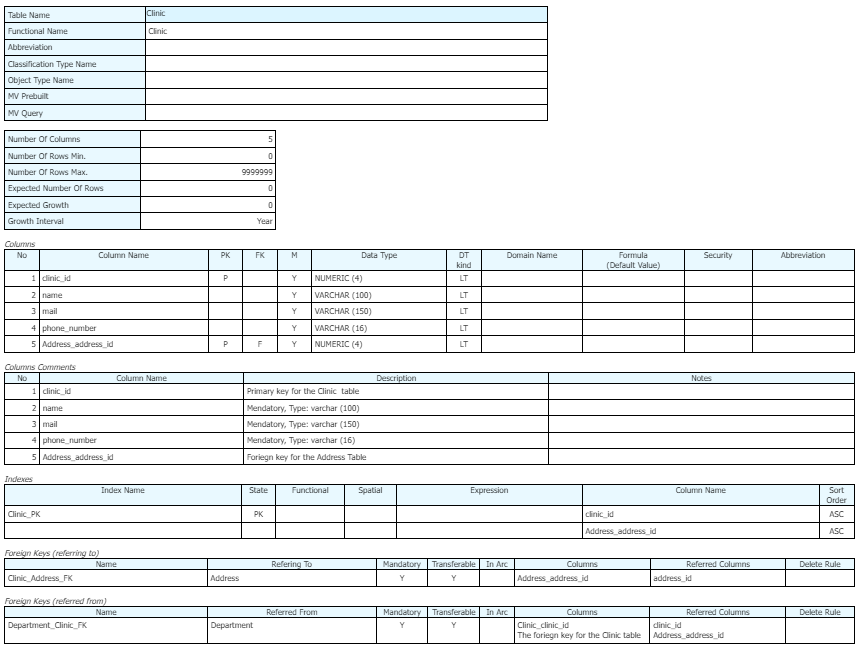 Table Name Clinic
Functional Name Clinic
Abbreviation
Classification Type Name
Object Type Name
MV Prebuilt
MV Query
Number Of Columns 5
Number Of Rows Min. 0
Number Of Rows Max. 9999999
Expected Number Of Rows 0
Expected Growth 0
Growth Interval Year
Columns
No Column Name PK FK M Data Type DT kind Domain Name Formula (Default Value) Security Abbreviation
1 clinic_id P Y NUMERIC (4) LT
2 name Y VARCHAR (100) LT
3 mail Y VARCHAR (150) LT
4 phone_number Y VARCHAR (16) LT
5 Address_address_id P F Y NUMERIC (4) LT
Columns Comments
No Column Name Description Notes
1 clinic_id Primary key for the Clinic table
2 name Mendatory, Type: varchar (100)
3 mail Mendatory, Type: varchar (150)
4 phone_number Mendatory, Type: varchar (16)
5 Address_address_id Foriegn key for the Address Table
Indexes
Index Name State Functional Spatial Expression Column Name Sort Order
Clinic_PK PK clinic_id ASC
Address_address_id ASC
Foreign Keys (referring to)
Name Refering To Mandatory Transferable In Arc Columns Referred Columns Delete Rule
Clinic_Address_FK Address Y Y Address_address_id address_id
Foreign Keys (referred from)
Name Referred From Mandatory Transferable In Arc Columns Referred Columns Delete Rule
Department_Clinic_FK Department Y Y Clinic_clinic_id clinic_id
The foriegn key for the Clinic table Address_address_id